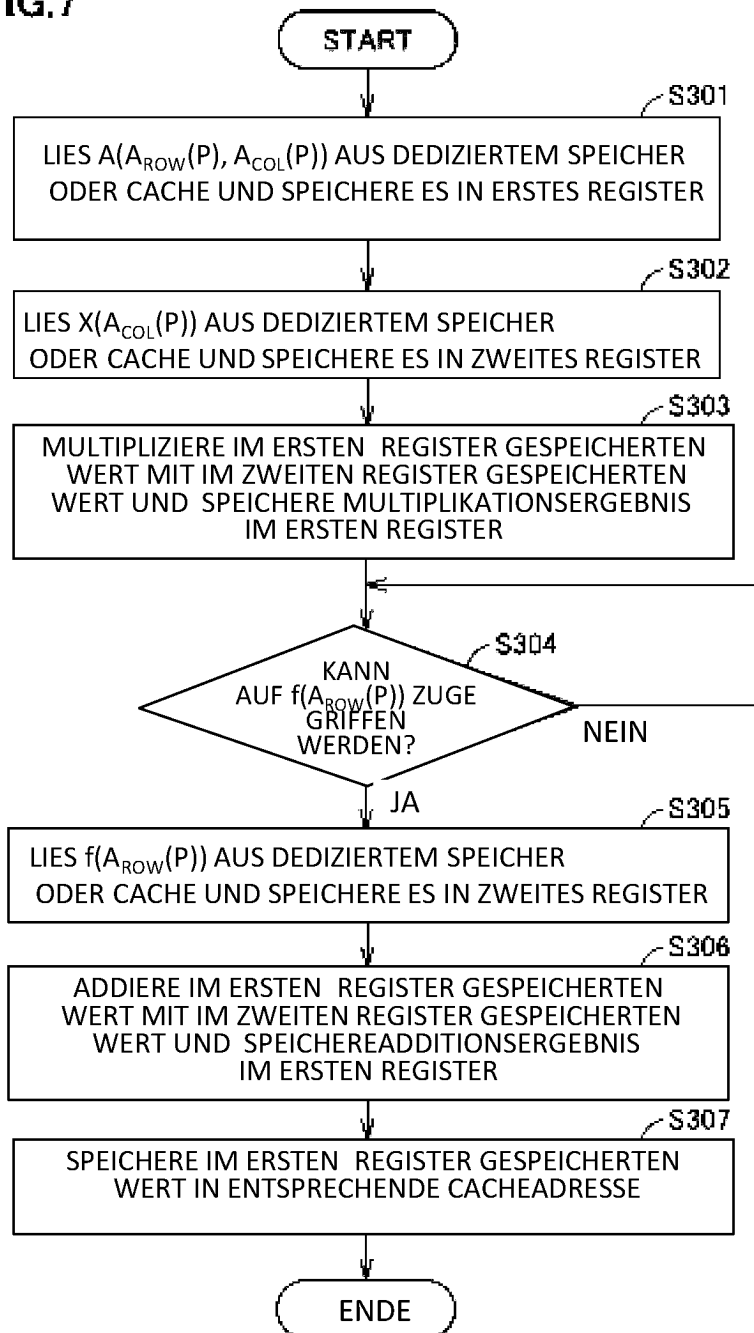 IG.7
START
S301
LIES A(A_ROW(P), A_COL(P)) AUS DEDIZIERTEM SPEICHER
ODER CACHE UND SPEICHERE ES IN ERSTES REGISTER
S302
LIES X(A_COL(P)) AUS DEDIZIERTEM SPEICHER
ODER CACHE UND SPEICHERE ES IN ZWEITES REGISTER
S303
MULTIPLIZIERE IM ERSTEN REGISTER GESPEICHERTEN
WERT MIT IM ZWEITEN REGISTER GESPEICHERTEN
WERT UND SPEICHERE MULTIPLIKATIONSERGEBNIS
IM ERSTEN REGISTER
S304
KANN
AUF f(A_ROW(P)) ZUGE
GRIFFEN
WERDEN?
NEIN
JA
S305
LIES f(A_ROW(P)) AUS DEDIZIERTEM SPEICHER
ODER CACHE UND SPEICHERE ES IN ZWEITES REGISTER
S306
ADDIERE IM ERSTEN REGISTER GESPEICHERTEN
WERT MIT IM ZWEITEN REGISTER GESPEICHERTEN
WERT UND SPEICHEREADDITIONSERGEBNIS
IM ERSTEN REGISTER
S307
SPEICHERE IM ERSTEN REGISTER GESPEICHERTEN
WERT IN ENTSPRECHENDE CACHEADRESSE
ENDE